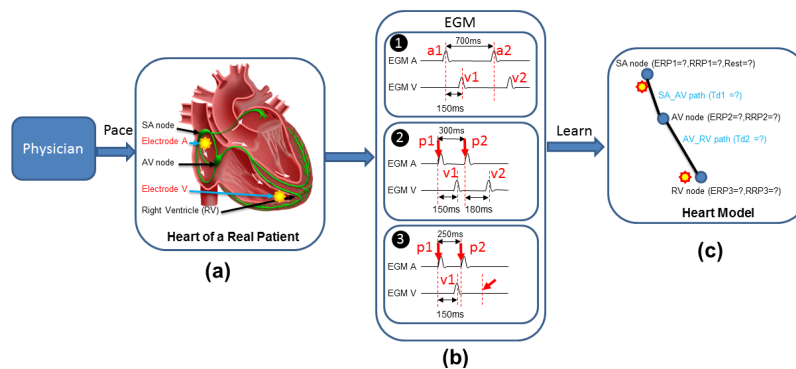 Physician
Pace
SA node
Electrode A
AV node
Electrode V
Right Ventricle (RV)
Heart of a Real Patient
(a)
EGM
1
700ms
a1
a2
EGM A
v1
v2
EGM V
150ms
2
300ms
p1
p2
EGM A
v1
v2
EGM V
150ms
180ms
3
250ms
p1
p2
EGM A
v1
EGM V
150ms
(b)
Learn
SA node (ERP1=?,RRP1=?,Rest=?)
SA_AV path (Td1 =?)
AV node (ERP2=?,RRP2=?)
AV_RV path (Td2 =?)
RV node (ERP3=?,RRP3=?)
Heart Model
(c)